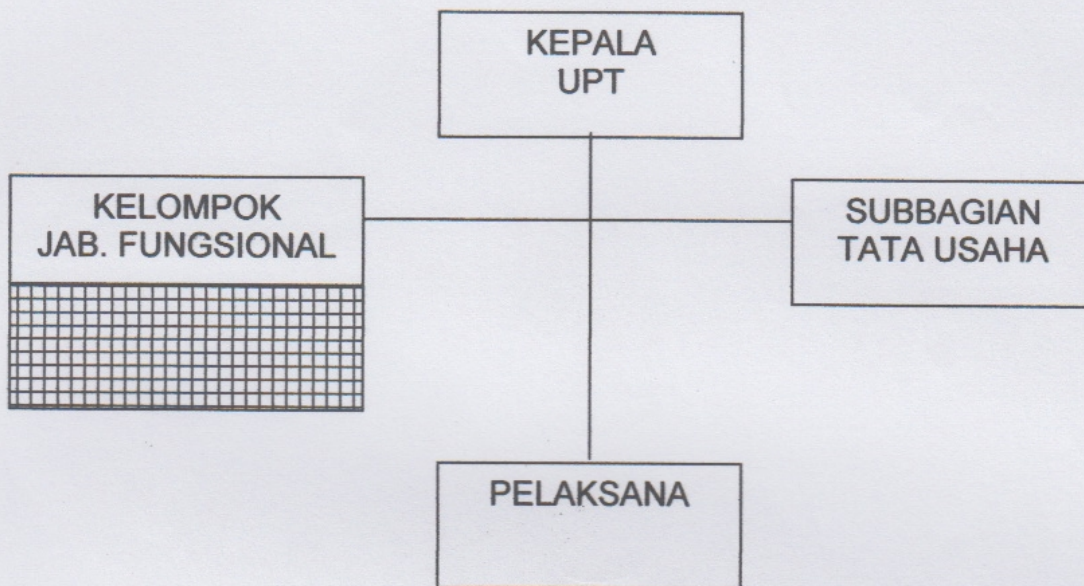 KEPALA
UPT
KELOMPOK
JAB. FUNGSIONAL
SUBBAGIAN
TATA USAHA
PELAKSANA